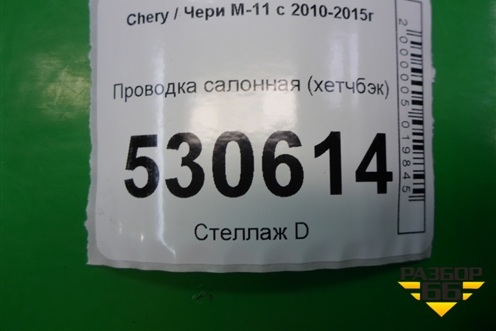 Chery / Чери М-11 с 2010-2015г
Проводка салонная (хетчбэк)
530614
Стеллаж D
2000005019845
РАЗБОР
66